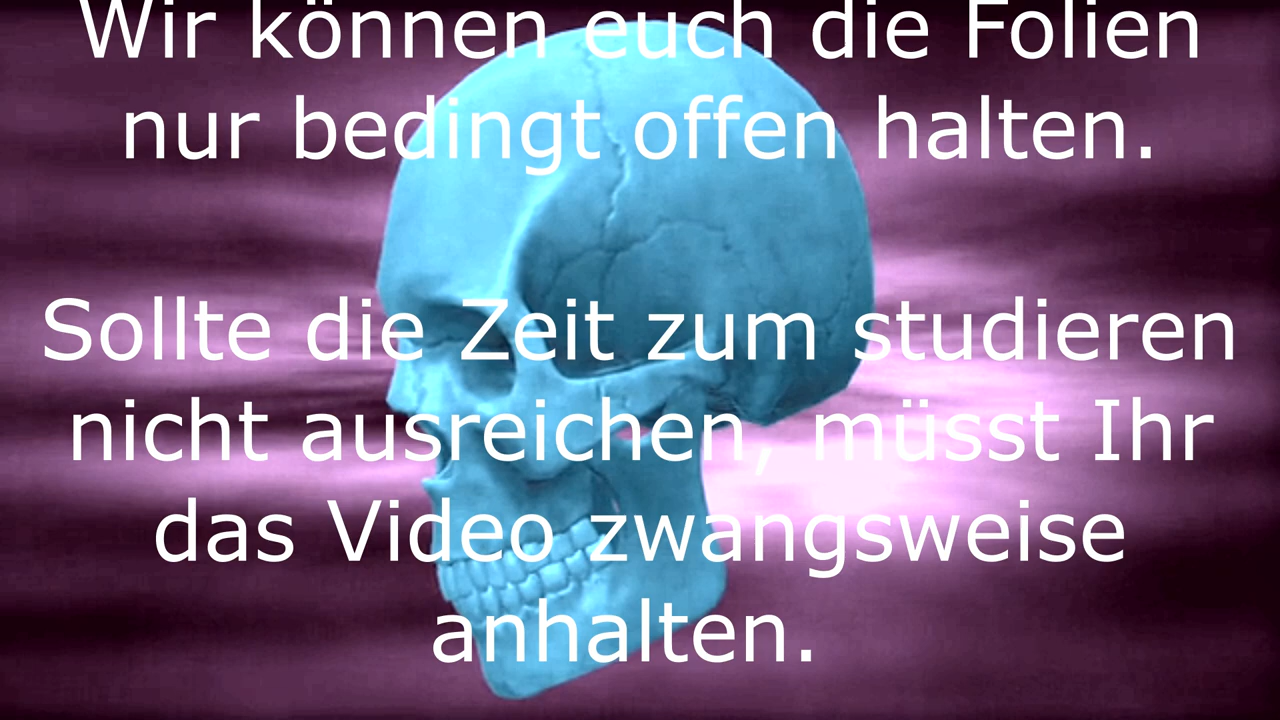 Wir können euch die Folien
nur bedingt offen halten.
Sollte die Zeit zum studieren
nicht ausreichen, müsst Ihr
das Video zwangsweise
anhalten.